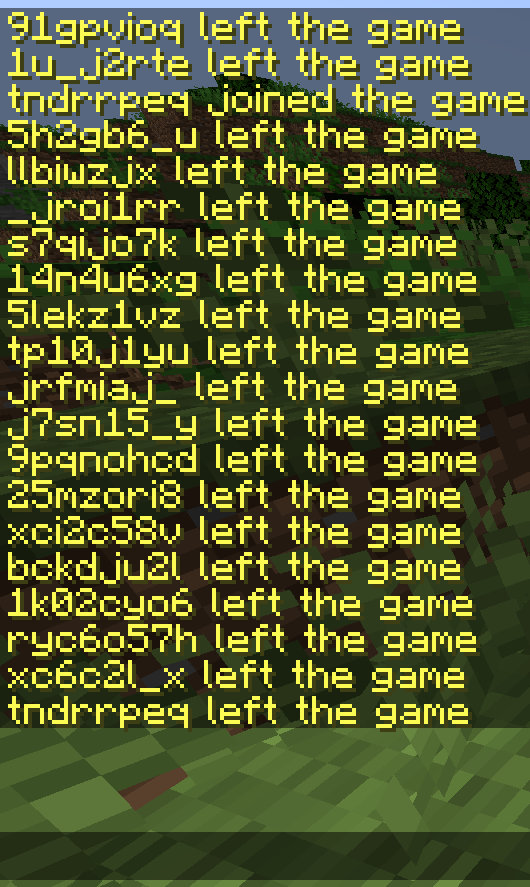 91gpvioq left the game
1u_j2rte left the game
tndrrpeq joined the game
5h2gb6_u left the game
llbiwzjx left the game
_jroi1rr left the game
s7qijo7k left the game
14n4u6xg left the game
5lekz1vz left the game
tp10j1yu left the game
jrfmiaj_ left the game
j7sn15_y left the game
9pqnohcd left the game
25mzori8 left the game
xci2c58v left the game
bckdju2l left the game
1k02cyo6 left the game
ryc6o57h left the game
xc6c2l_x left the game
tndrrpeq left the game